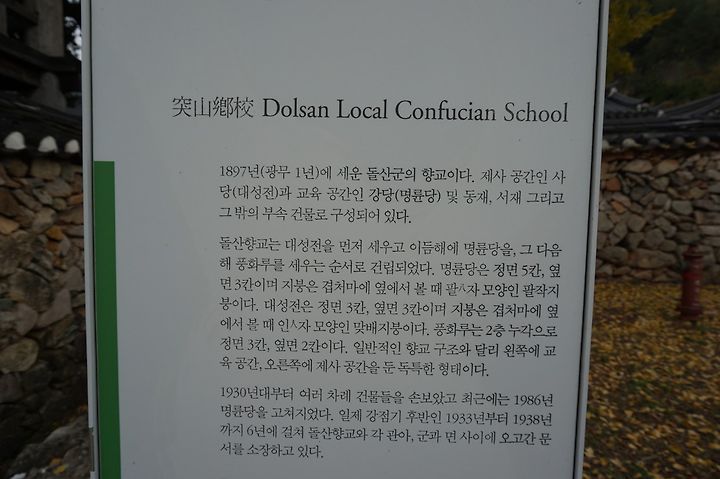 突山鄕校 Dolsan Local Confucian School
1897년(광무 1년)에 세운 돌산군의 향교이다. 제사 공간인 사
당(대성전)과 교육 공간인 강당(명륜당) 및 동재, 서재 그리고
그 밖의 부속 건물로 구성되어 있다.
돌산향교는 대성전을 먼저 세우고 이듬해에 명륜당을, 그 다음
해 풍화루를 세우는 순서로 건립되었다. 명륜당은 정면 5칸, 옆
면 3칸이며 지붕은 겹처마에 옆에서 볼 때 팔八자 모양인 팔작지
붕이다. 대성전은 정면 3칸, 옆면 3칸이며 지붕은 겹처마에 옆
에서 볼 때 인人자 모양인 맞배지붕이다. 풍화루는 2층 누각으로
정면 3칸, 옆면 2칸이다. 일반적인 향교 구조와 달리 왼쪽에 교
육 공간, 오른쪽에 제사 공간을 둔 독특한 형태이다.
1930년대부터 여러 차례 건물들을 손보았고 최근에는 1986년
명륜당을 고쳐지었다. 일제 강점기 후반인 1933년부터 1938년
까지 6년에 걸쳐 돌산향교와 각 관아, 군과 면 사이에 오고간 문
서를 소장하고 있다.